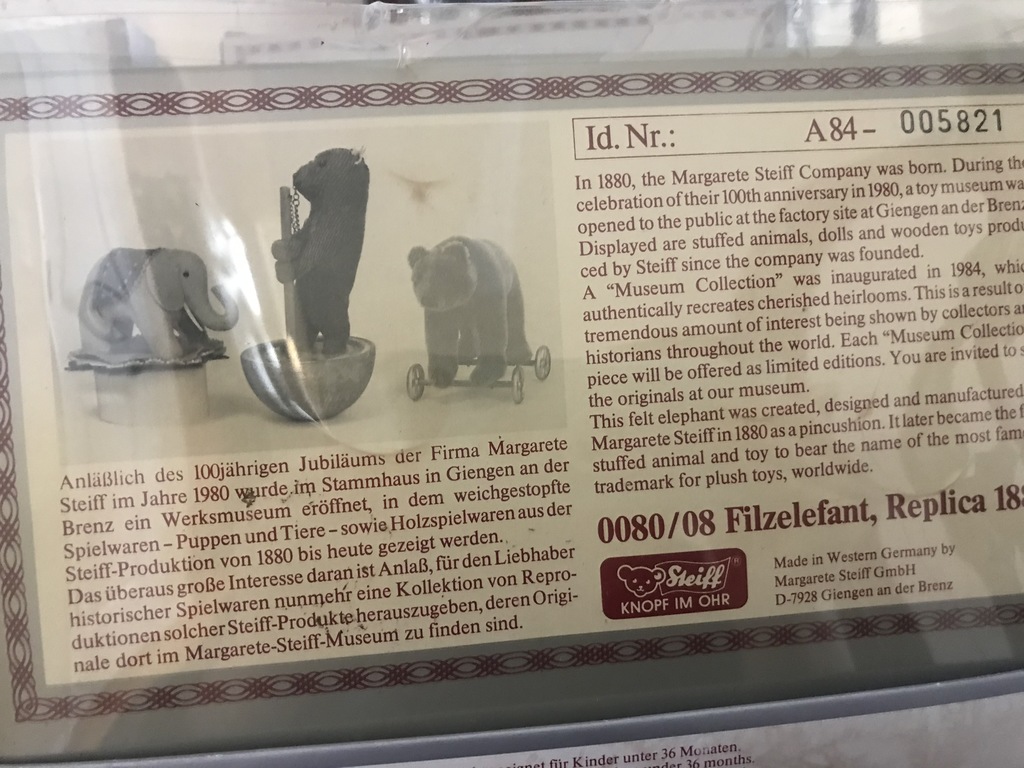 Id. Nr.: A84- 005821
In 1880, the Margarete Steiff Company was born. During the
celebration of their 100th anniversary in 1980, a toy museum wa
opened to the public at the factory site at Giengen an der Brenz
Displayed are stuffed animals, dolls and wooden toys produ
ced by Steiff since the company was founded.
A “Museum Collection” was inaugurated in 1984, whic
authentically recreates cherished heirlooms. This is a result o
tremendous amount of interest being shown by collectors a
historians throughout the world. Each “Museum Collectio
piece will be offered as limited editions. You are invited to s
the originals at our museum.
This felt elephant was created, designed and manufactured
Margarete Steiff in 1880 as a pincushion. It later became the f
stuffed animal and toy to bear the name of the most fam
trademark for plush toys, worldwide.
0080/08 Filzelefant, Replica 18
Steiff
KNOPF IM OHR
Made in Western Germany by
Margarete Steiff GmbH
D-7928 Giengen an der Brenz
Anläßlich des 100jährigen Jubiläums der Firma Margarete
Steiff im Jahre 1980 wurde im Stammhaus in Giengen an der
Brenz ein Werksmuseum eröffnet, in dem weichgestopfte
Spielwaren – Puppen und Tiere – sowie Holzspielwaren aus der
Steiff-Produktion von 1880 bis heute gezeigt werden.
Das überaus große Interesse daran ist Anlaß, für den Liebhaber
historischer Spielwaren nunmehr eine Kollektion von Repro-
duktionen solcher Steiff-Produkte herauszugeben, deren Origi-
nale dort im Margarete-Steiff-Museum zu finden sind.
für Kinder unter 36 Monaten.
under 36 months.